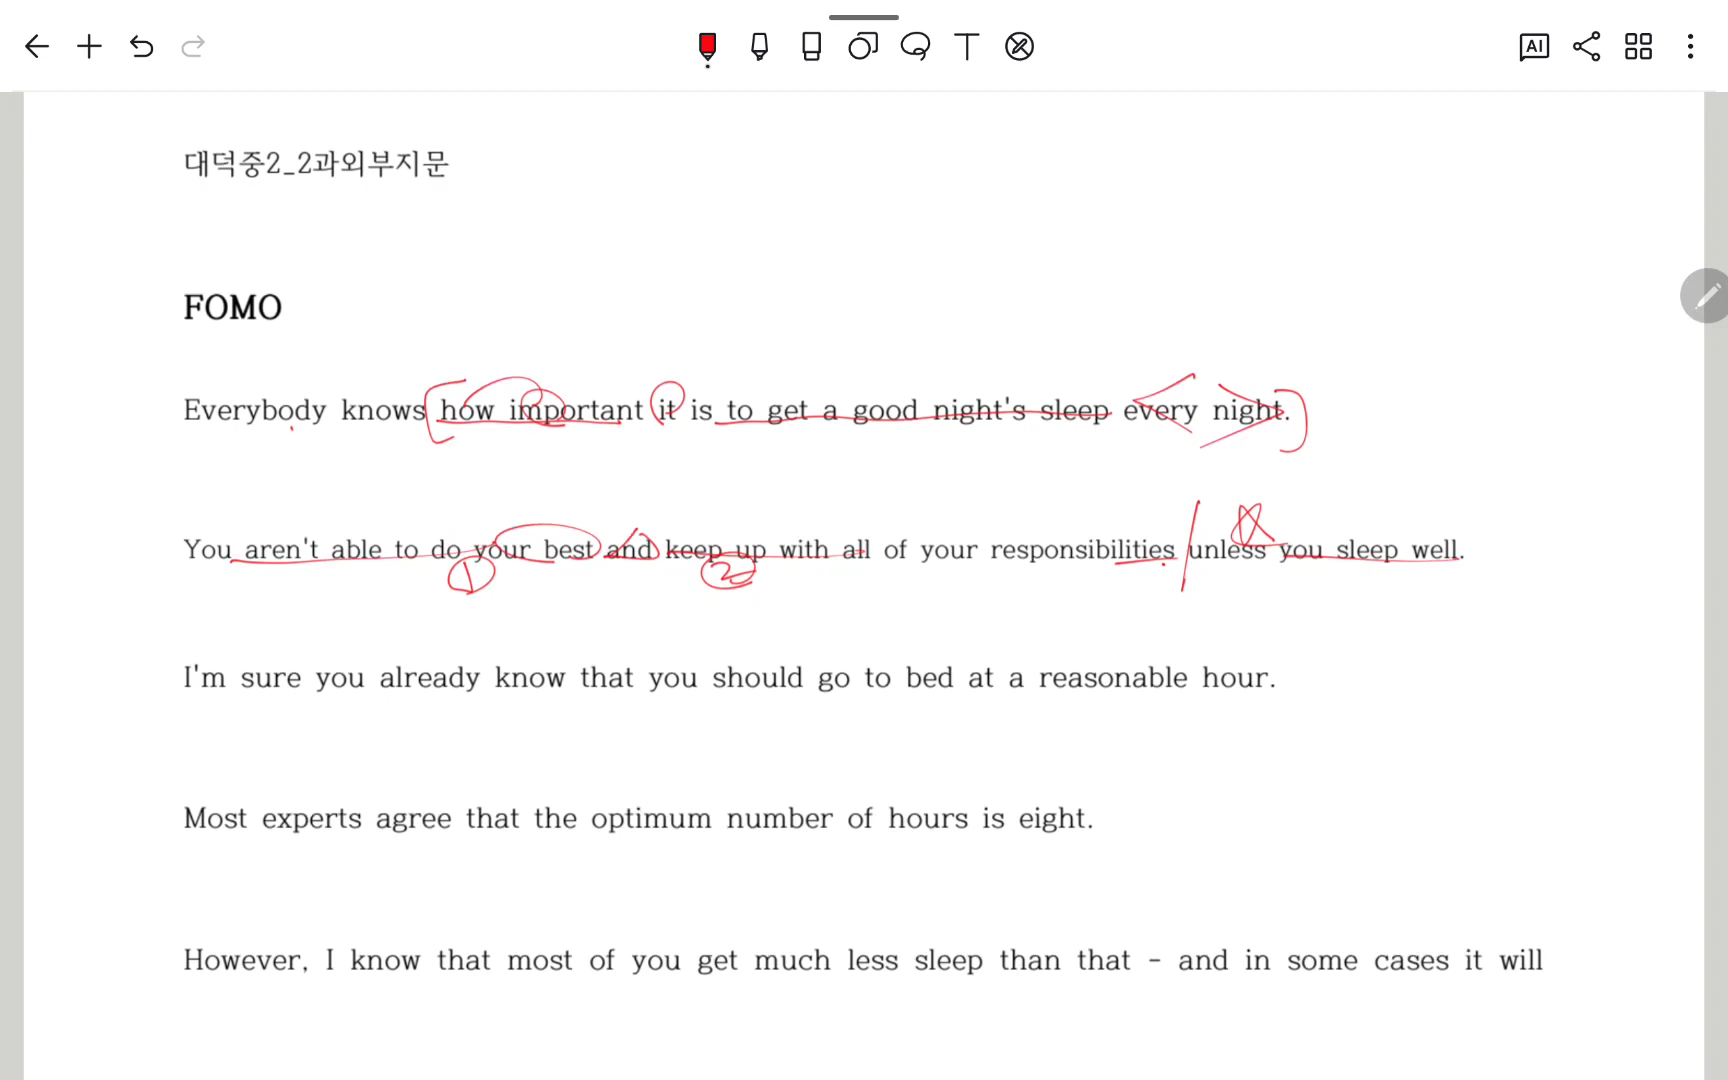 AI
대덕중2_2과외부지문
FOMO
Everybody knows how important it is to get a good night's sleep every night.
You aren't able to do your best and keep up with all of your responsibilities unless you sleep well.
1 2
I'm sure you already know that you should go to bed at a reasonable hour.
Most experts agree that the optimum number of hours is eight.
However, I know that most of you get much less sleep than that - and in some cases it will